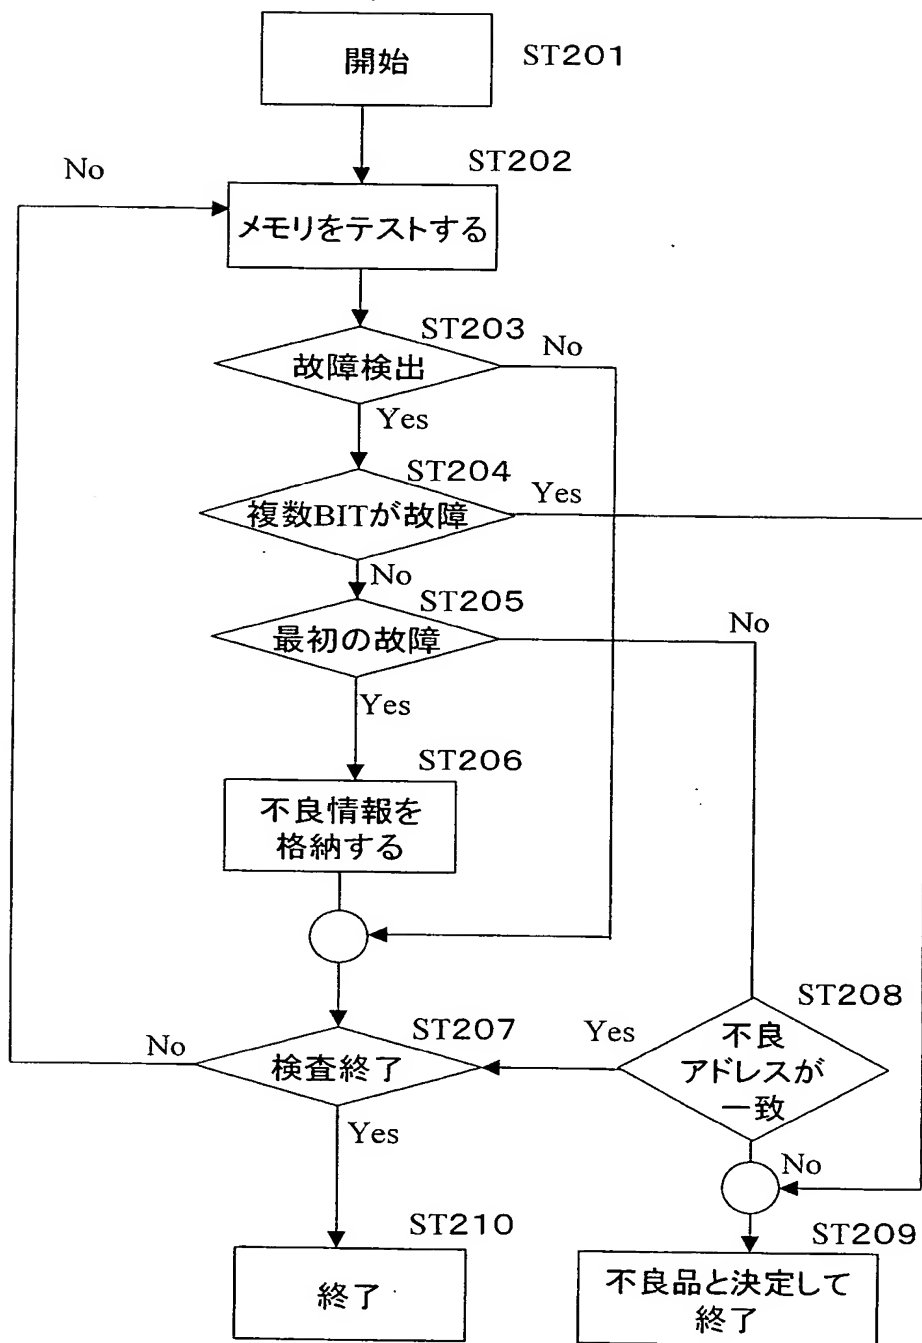 開始
ST201
No
ST202
メモリをテストする
ST203
故障検出
No
Yes
ST204
複数BITが故障
Yes
No
ST205
最初の故障
No
Yes
ST206
不良情報を
格納する
ST207
検査終了
No
Yes
ST208
不良
アドレスが
一致
Yes
No
ST210
終了
ST209
不良品と決定して
終了